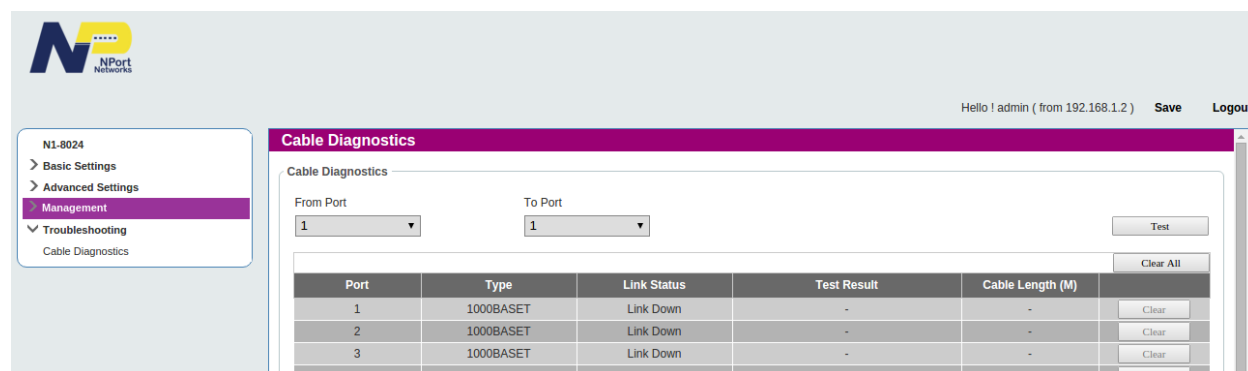 NP
NPort
Networks
Hello ! admin ( from 192.168.1.2 ) Save Logou
N1-8024
Basic Settings
Advanced Settings
Management
Troubleshooting
Cable Diagnostics
Cable Diagnostics
Cable Diagnostics
From Port To Port
1 1 Test
Clear All
Port Type Link Status Test Result Cable Length (M)
1 1000BASET Link Down - - Clear
2 1000BASET Link Down - - Clear
3 1000BASET Link Down - - Clear